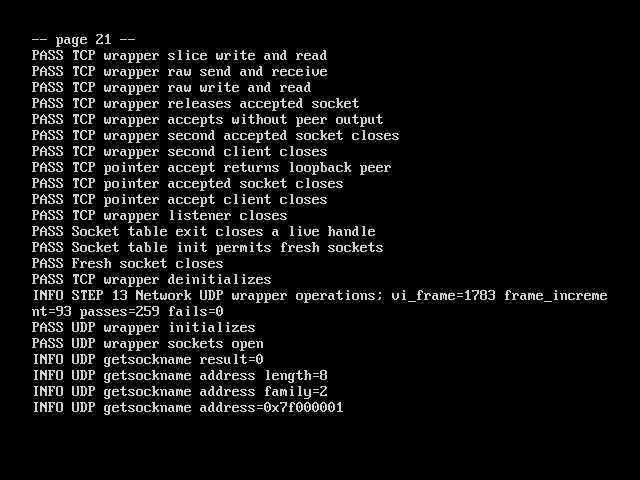 -- page 21 --
PASS TCP wrapper slice write and read
PASS TCP wrapper raw send and receive
PASS TCP wrapper raw write and read
PASS TCP wrapper releases accepted socket
PASS TCP wrapper accepts without peer output
PASS TCP wrapper second accepted socket closes
PASS TCP wrapper second client closes
PASS TCP pointer accept returns loopback peer
PASS TCP pointer accepted socket closes
PASS TCP pointer accept client closes
PASS TCP wrapper listener closes
PASS Socket table exit closes a live handle
PASS Socket table init permits fresh sockets
PASS Fresh socket closes
PASS TCP wrapper deinitializes
INFO STEP 13 Network UDP wrapper operations; vi_frame=1783 frame_increme
nt=93 passes=259 fails=0
PASS UDP wrapper initializes
PASS UDP wrapper sockets open
INFO UDP getsockname result=0
INFO UDP getsockname address length=8
INFO UDP getsockname address family=2
INFO UDP getsockname address=0x7f000001